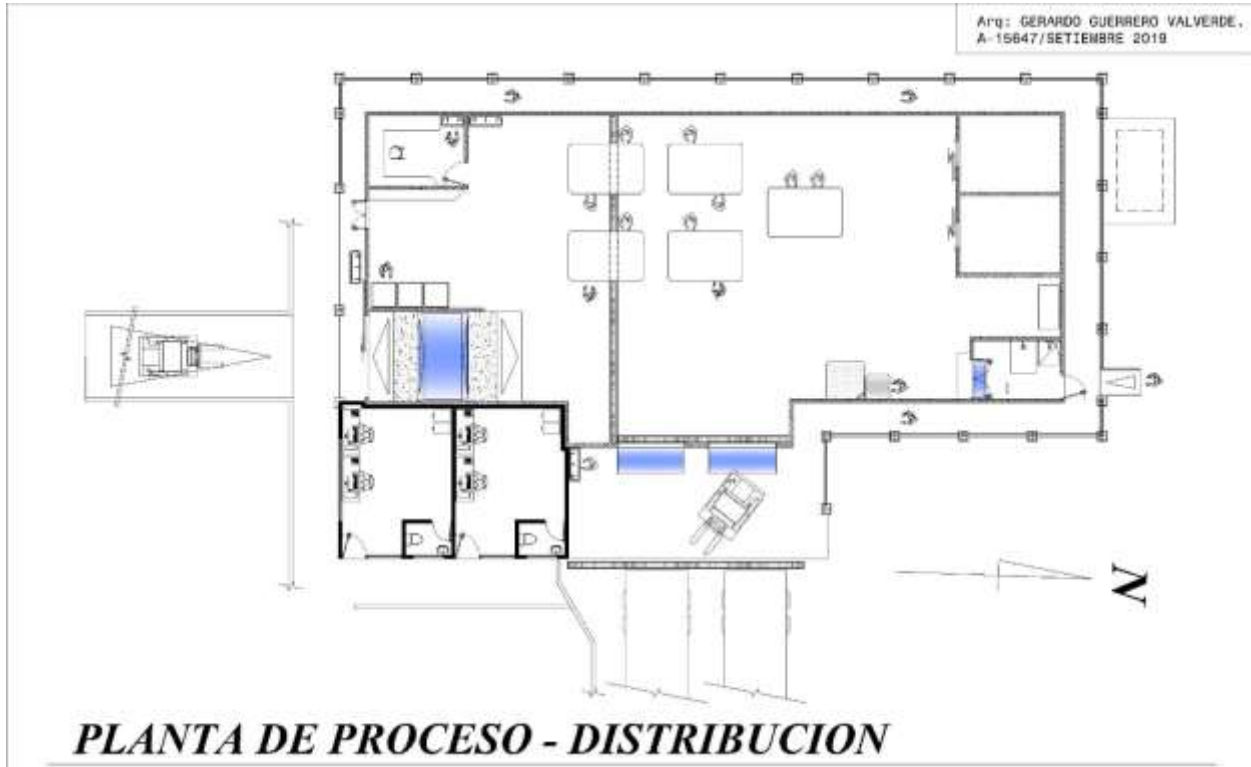 Arq: GERARDO GUERRERO VALVERDE.
A-15647/SETIEMBRE 2019
N
PLANTA DE PROCESO - DISTRIBUCION